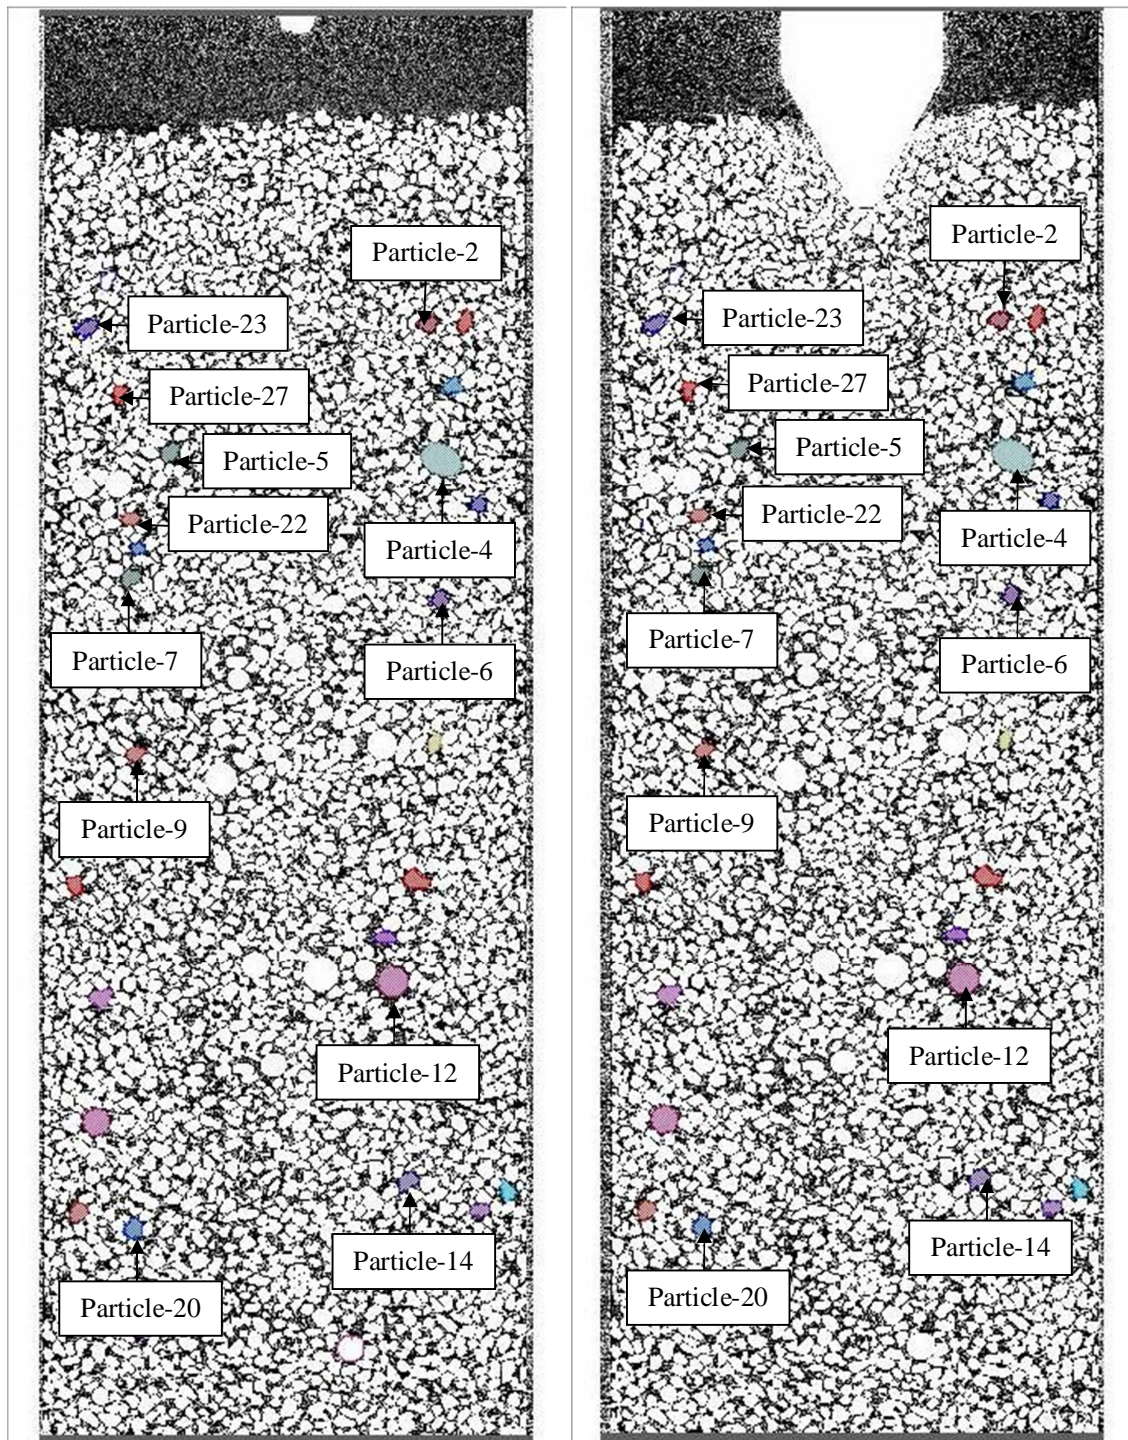 Particle-2
Particle-23
Particle-27
Particle-5
Particle-22
Particle-4
Particle-7
Particle-6
Particle-9
Particle-12
Particle-14
Particle-20
Particle-2
Particle-23
Particle-27
Particle-5
Particle-22
Particle-4
Particle-7
Particle-6
Particle-9
Particle-12
Particle-14
Particle-20